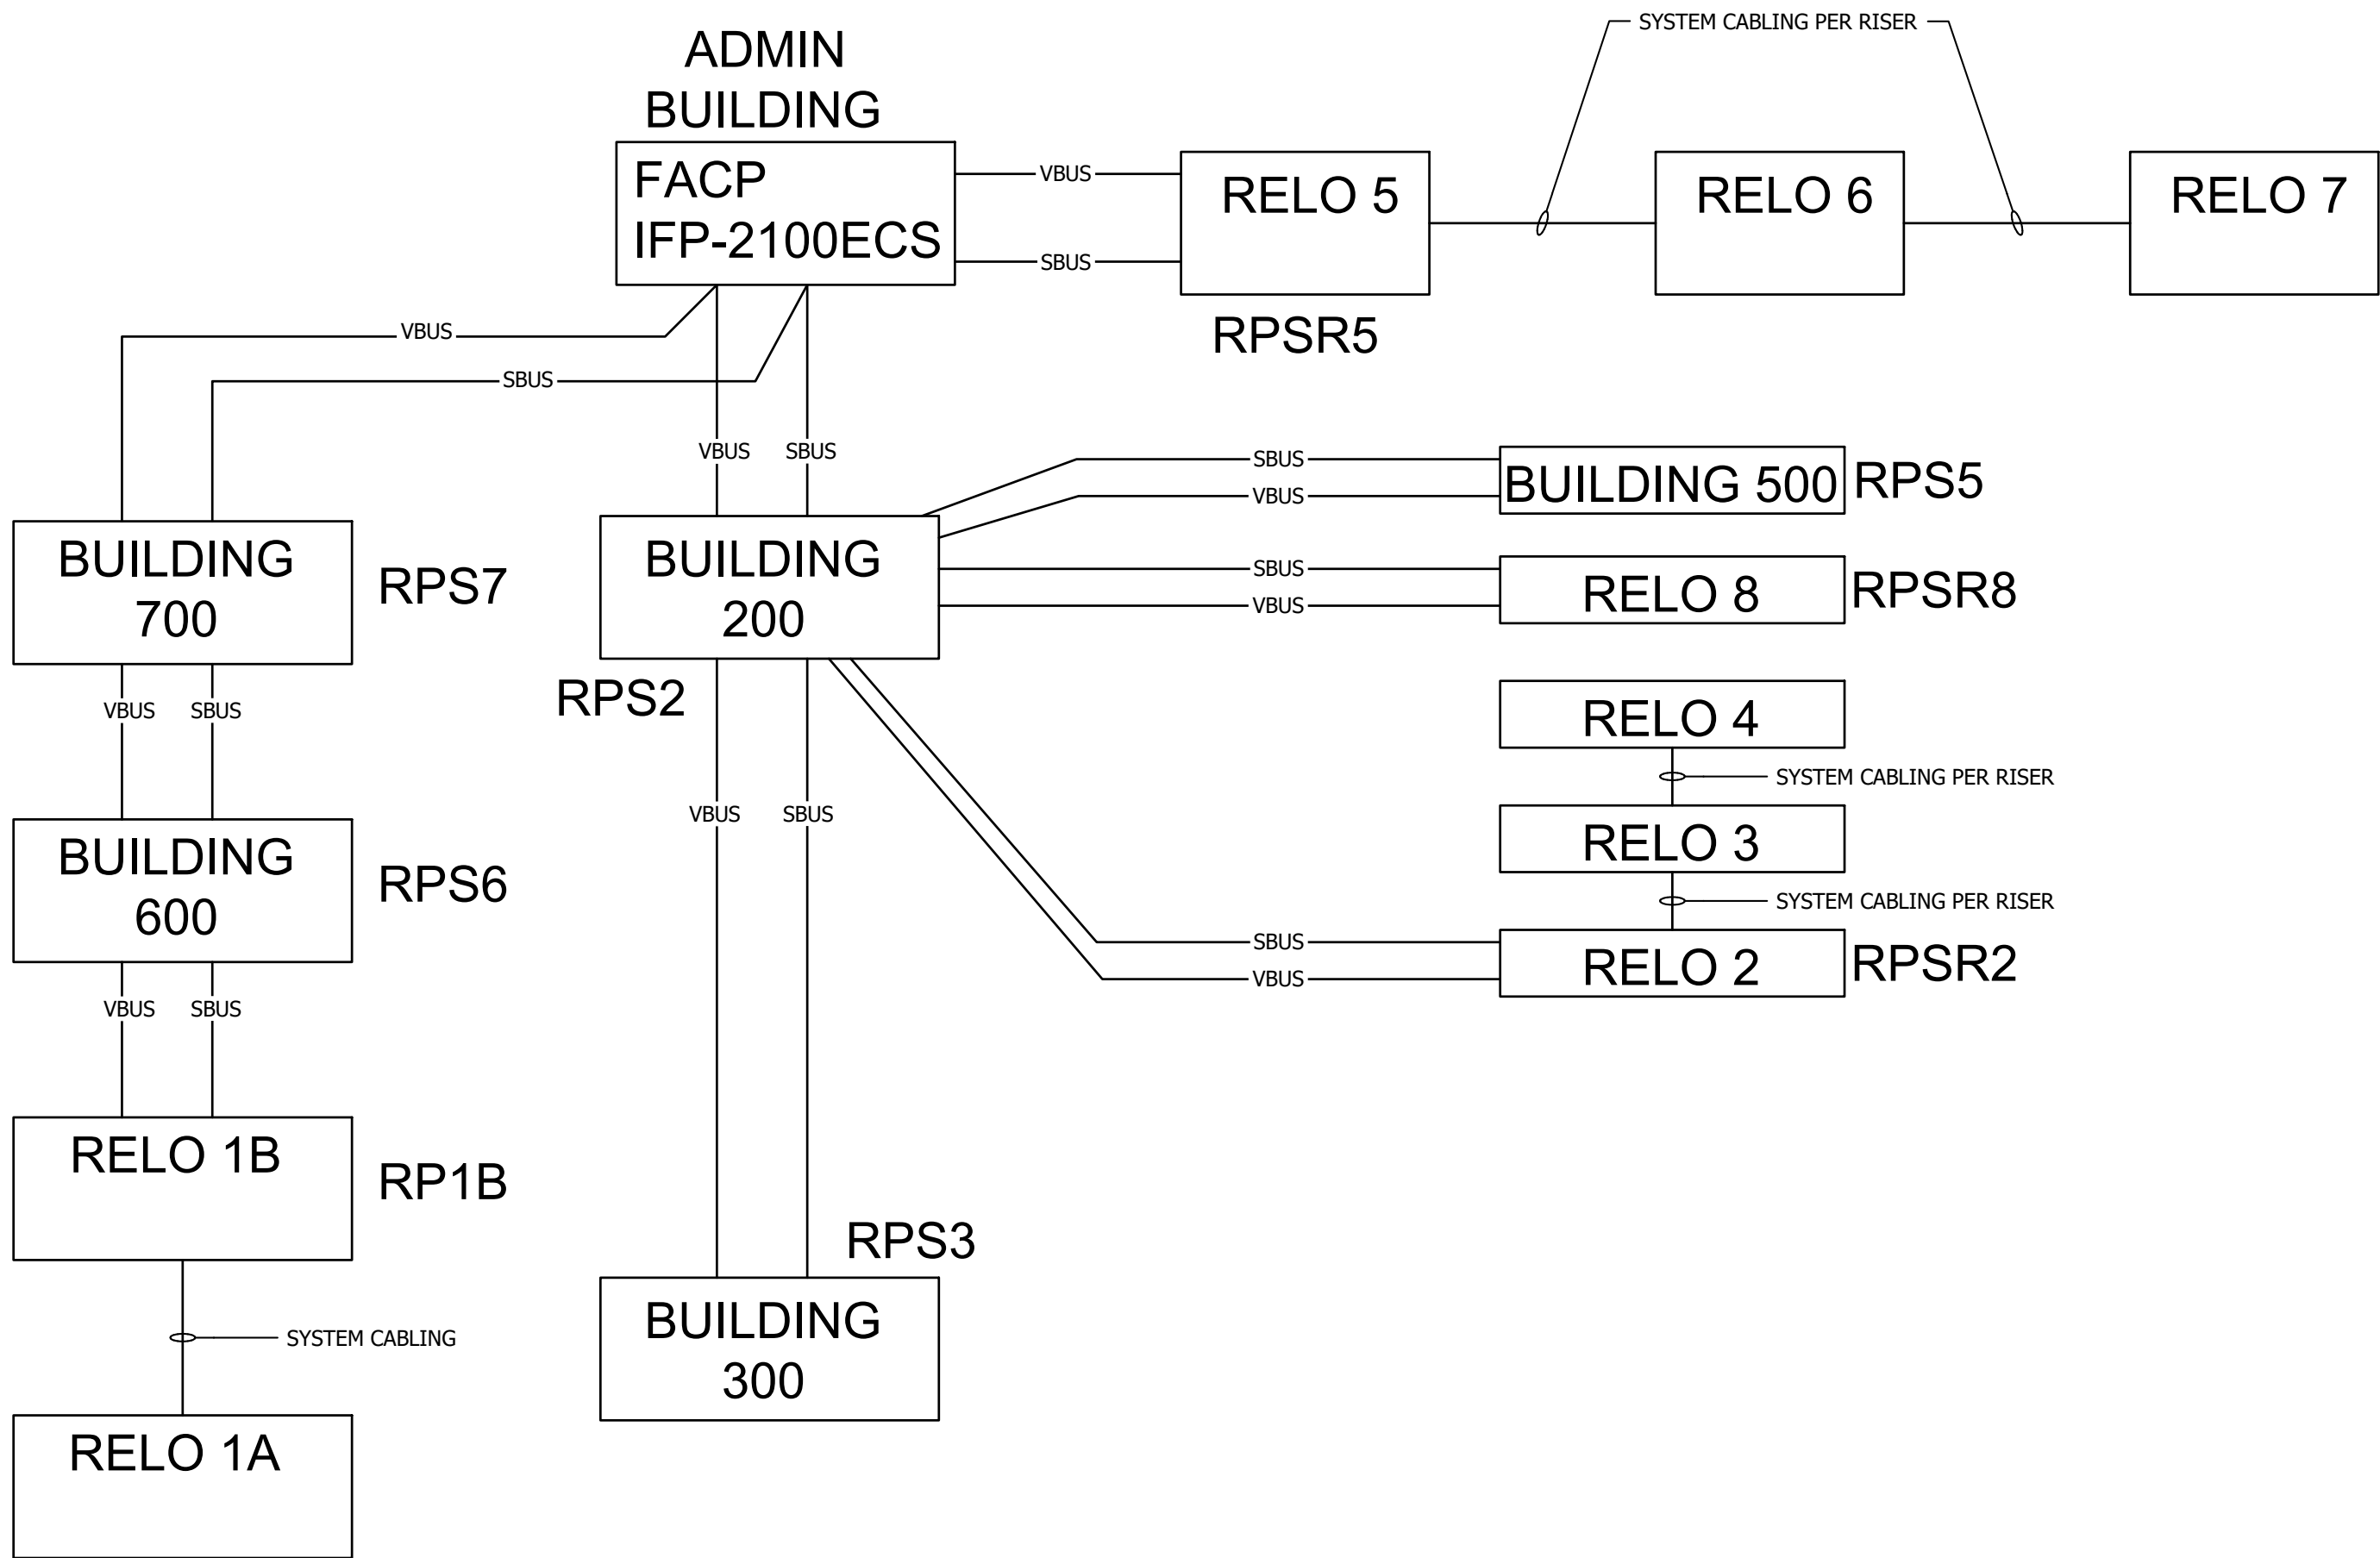 SYSTEM CABLING PER RISER
ADMIN
BUILDING
FACP
IFP-2100ECS
VBUS
SBUS
RELO 5
RPSR5
RELO 6
RELO 7
VBUS
SBUS
VBUS
SBUS
SBUS
VBUS
BUILDING 500
RPS5
BUILDING
700
RPS7
BUILDING
200
RPS2
SBUS
VBUS
RELO 8
RPSR8
VBUS
SBUS
RELO 4
SYSTEM CABLING PER RISER
VBUS
SBUS
RELO 3
SYSTEM CABLING PER RISER
BUILDING
600
RPS6
SBUS
VBUS
RELO 2
RPSR2
VBUS
SBUS
RELO 1B
RP1B
RPS3
BUILDING
300
SYSTEM CABLING
RELO 1A